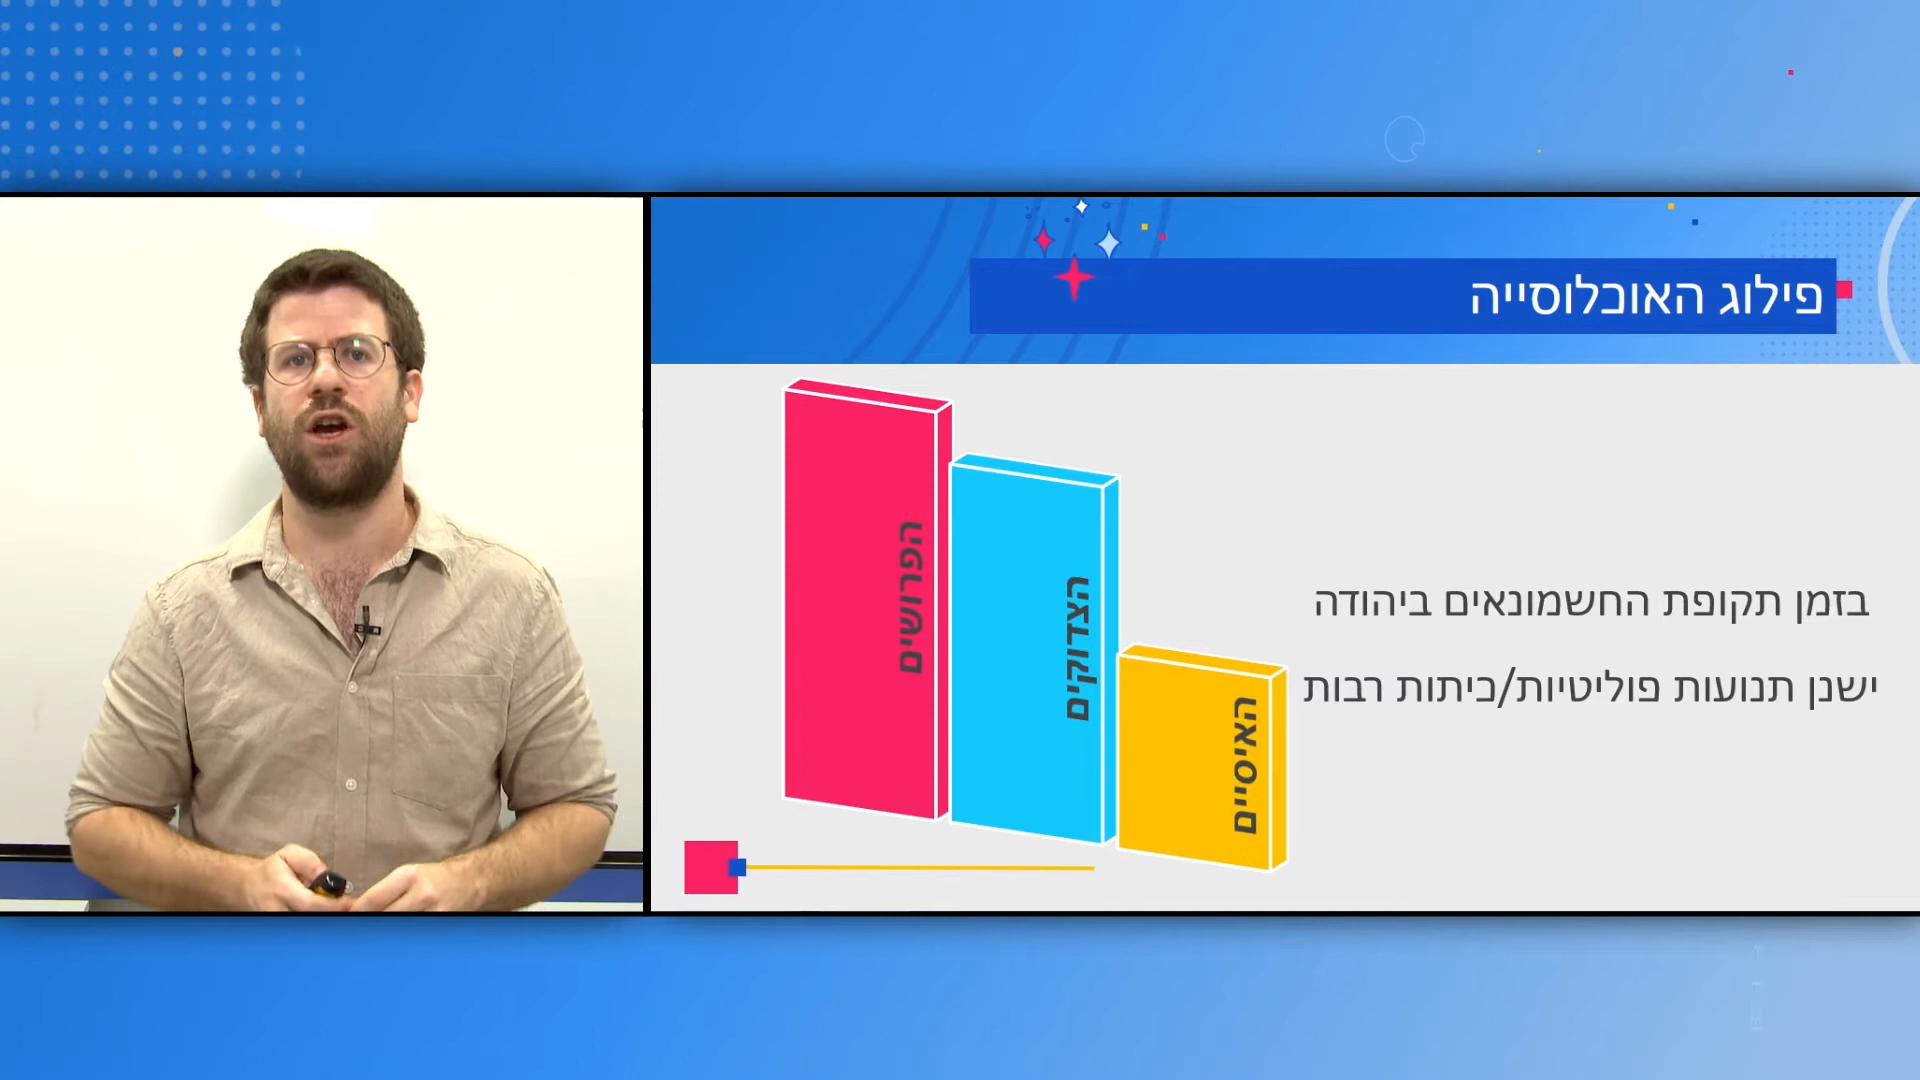 פילוג האוכלוסייה
בזמן תקופת החשמונאים ביהודה
ישנן תנועות פוליטיות/כיתות רבות
הפרושים
הצדוקים
האיסיים